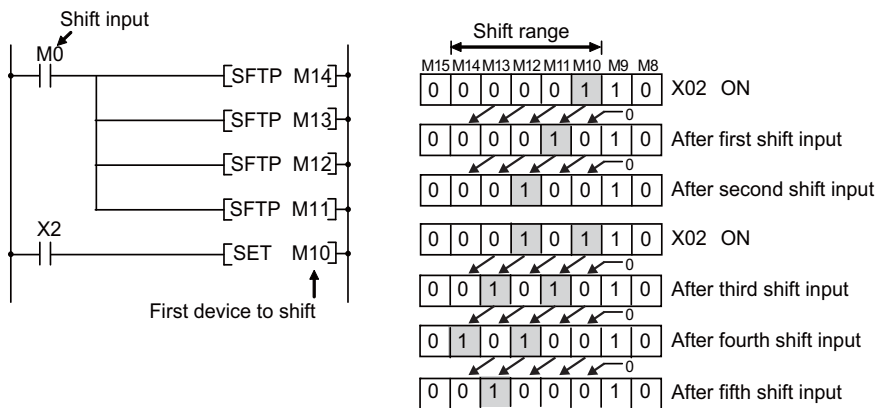 Shift input
M0
SFTP M14
SFTP M13
SFTP M12
SFTP M11
X2
SET M10
First device to shift
Shift range
M15 M14 M13 M12 M11 M10 M9 M8
0 0 0 0 0 1 1 0 X02 ON
0
0 0 0 0 1 0 1 0 After first shift input
0
0 0 0 1 0 0 1 0 After second shift input
0 0 0 1 0 1 1 0 X02 ON
0
0 0 1 0 1 0 1 0 After third shift input
0
0 1 0 1 0 0 1 0 After fourth shift input
0
0 0 1 0 0 0 1 0 After fifth shift input